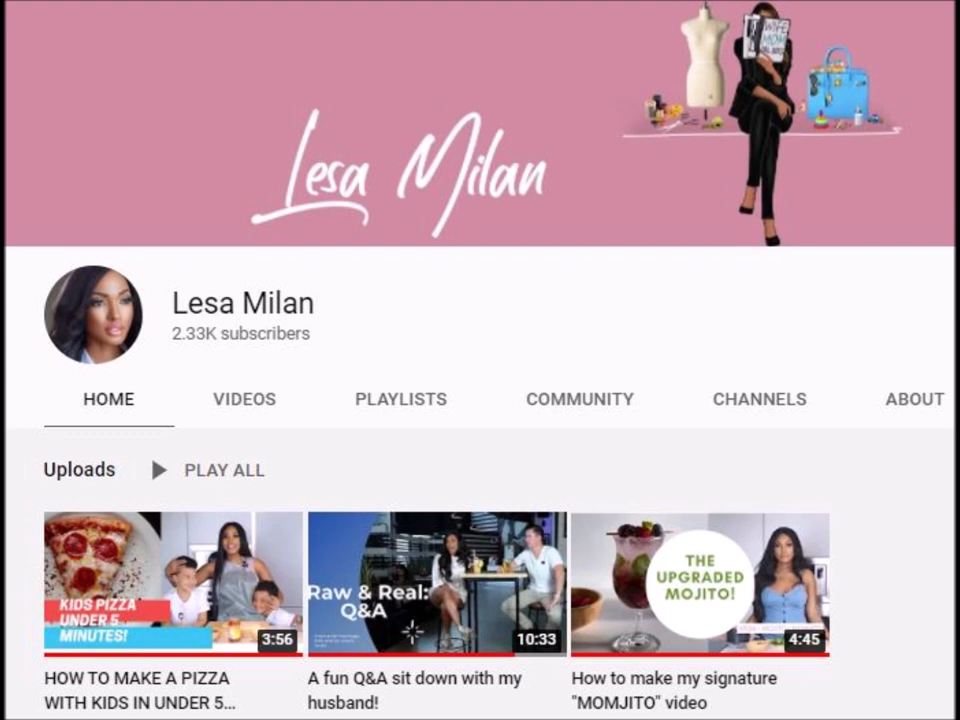 WIFE
MOM
Lesa Milan
Lesa Milan
2.33K subscribers
HOME VIDEOS PLAYLISTS COMMUNITY CHANNELS ABOUT
Uploads PLAY ALL
KIDS PIZZA
UNDER 5
MINUTES!
3:56
Raw & Real:
Q&A
10:33
THE
UPGRADED
MOJITO!
4:45
HOW TO MAKE A PIZZA
WITH KIDS IN UNDER 5...
A fun Q&A sit down with my
husband!
How to make my signature
"MOMJITO" video